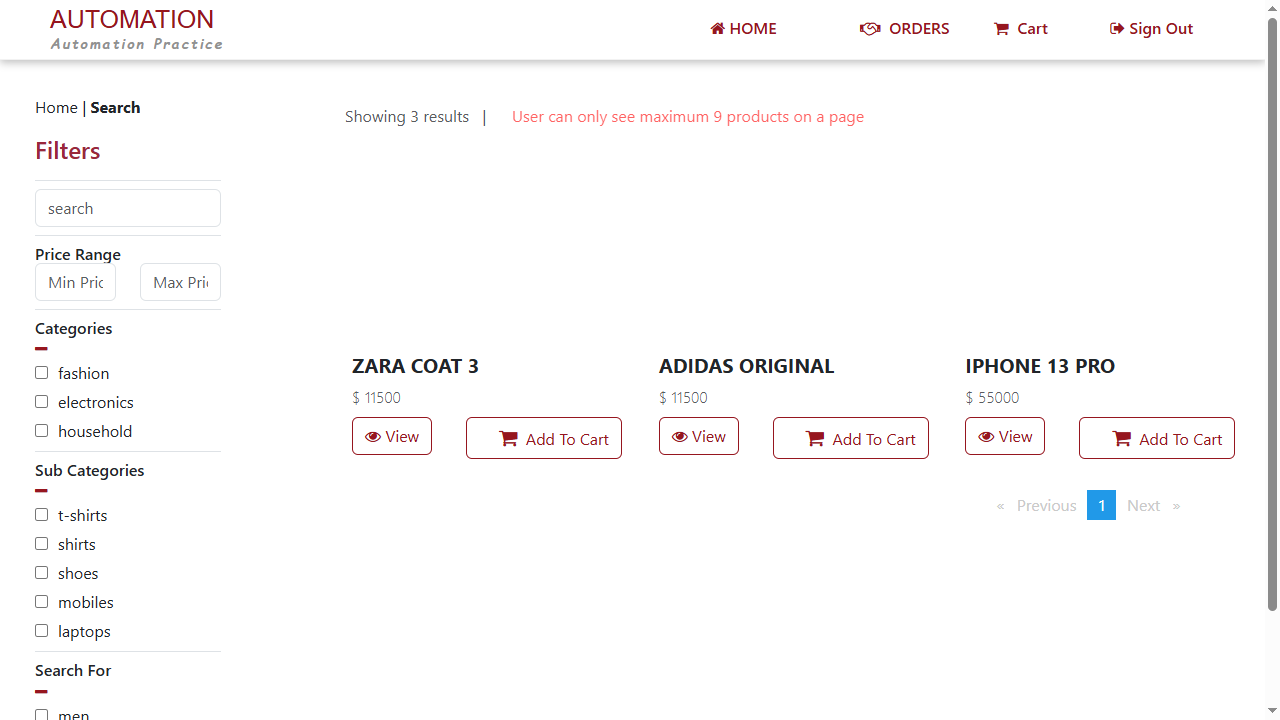 AUTOMATION
Automation Practice
HOME
ORDERS
Cart
Sign Out
Home | Search
Filters
search
Price Range
Min Pric
Max Pri
Categories
fashion
electronics
household
Sub Categories
t-shirts
shirts
shoes
mobiles
laptops
Search For
men
Showing 3 results |
User can only see maximum 9 products on a page
ZARA COAT 3
$ 11500
View
Add To Cart
ADIDAS ORIGINAL
$ 11500
View
Add To Cart
IPHONE 13 PRO
$ 55000
View
Add To Cart
« Previous 1 Next »